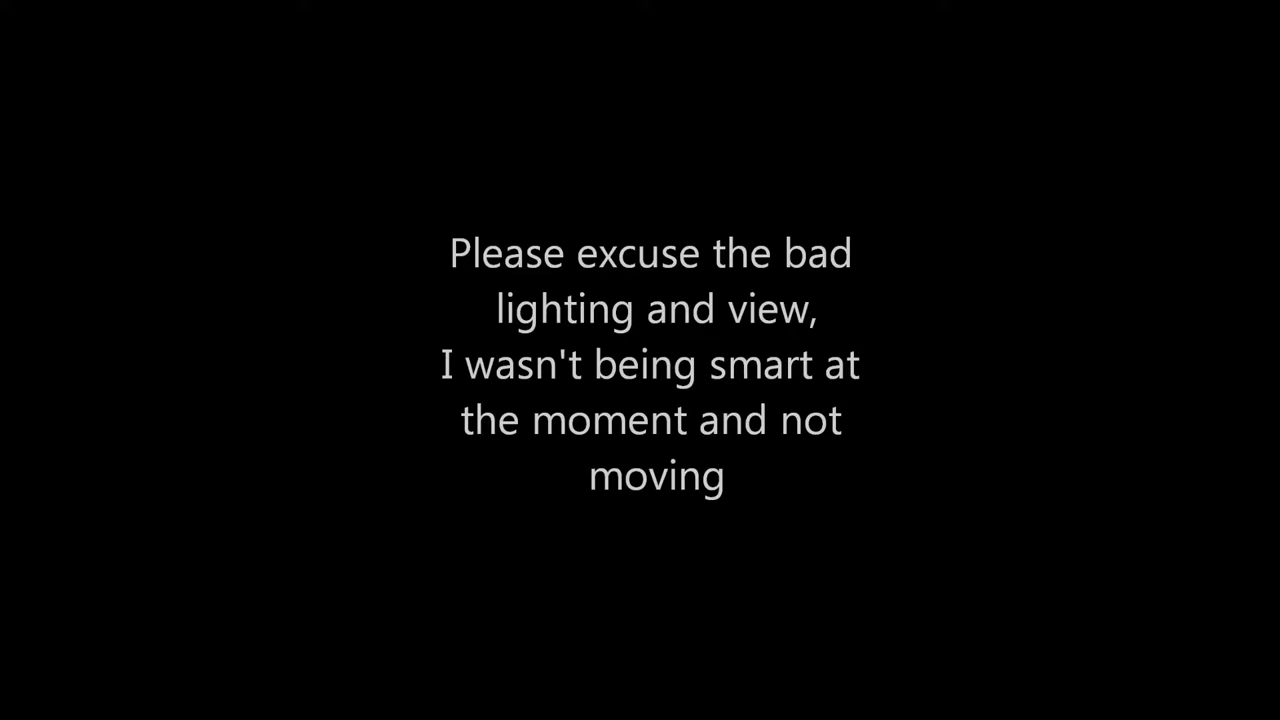 Please excuse the bad
lighting and view,
I wasn't being smart at
the moment and not
moving